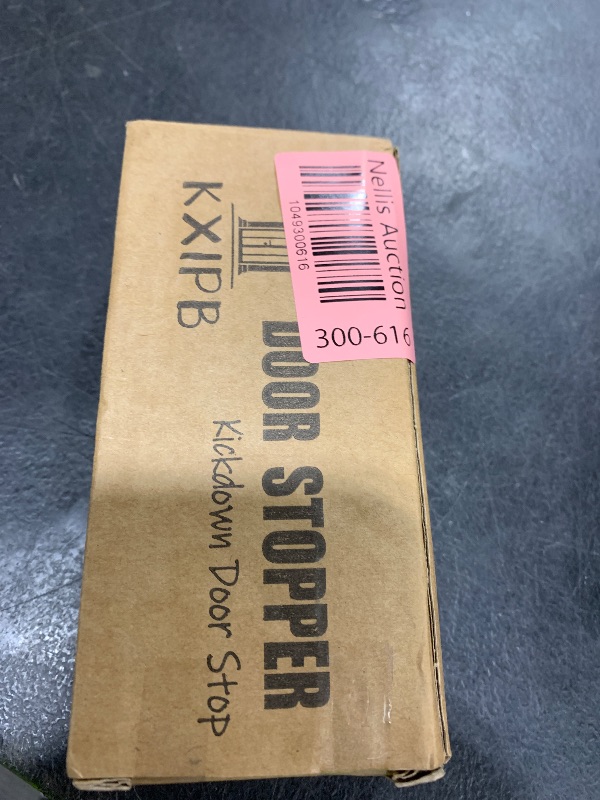 Nellis Auction
1049300616
300-616
KXIPB
DOOR STOPPER
Kickdown Door Stop